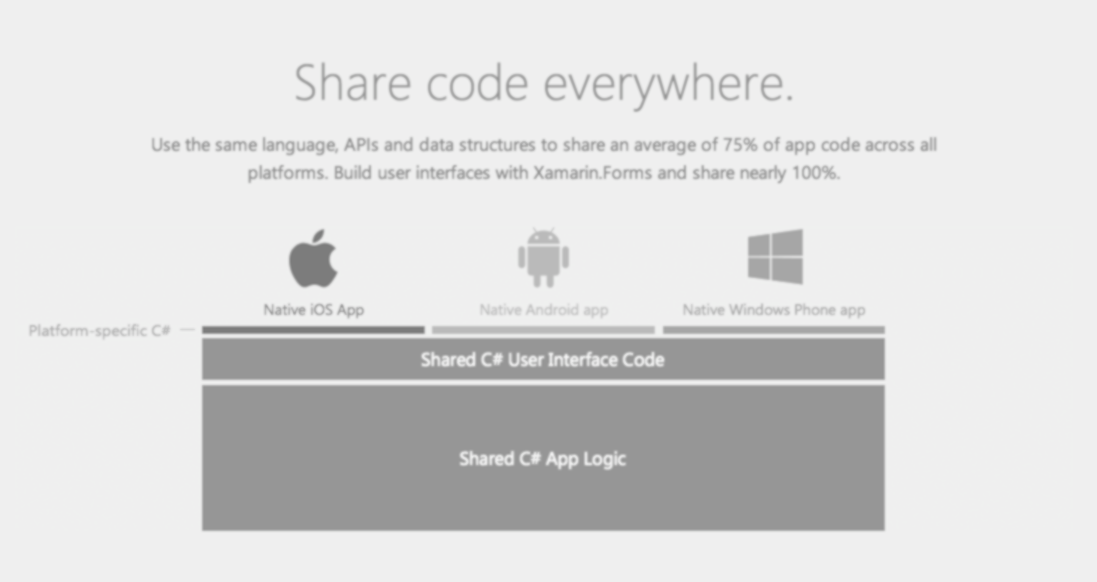 Share code everywhere.
Use the same language, APIs and data structures to share an average of 75% of app code across all
platforms. Build user interfaces with Xamarin.Forms and share nearly 100%.
Native iOS App
Native Android app
Native Windows Phone app
Platform-specific C#
Shared C# User Interface Code
Shared C# App Logic